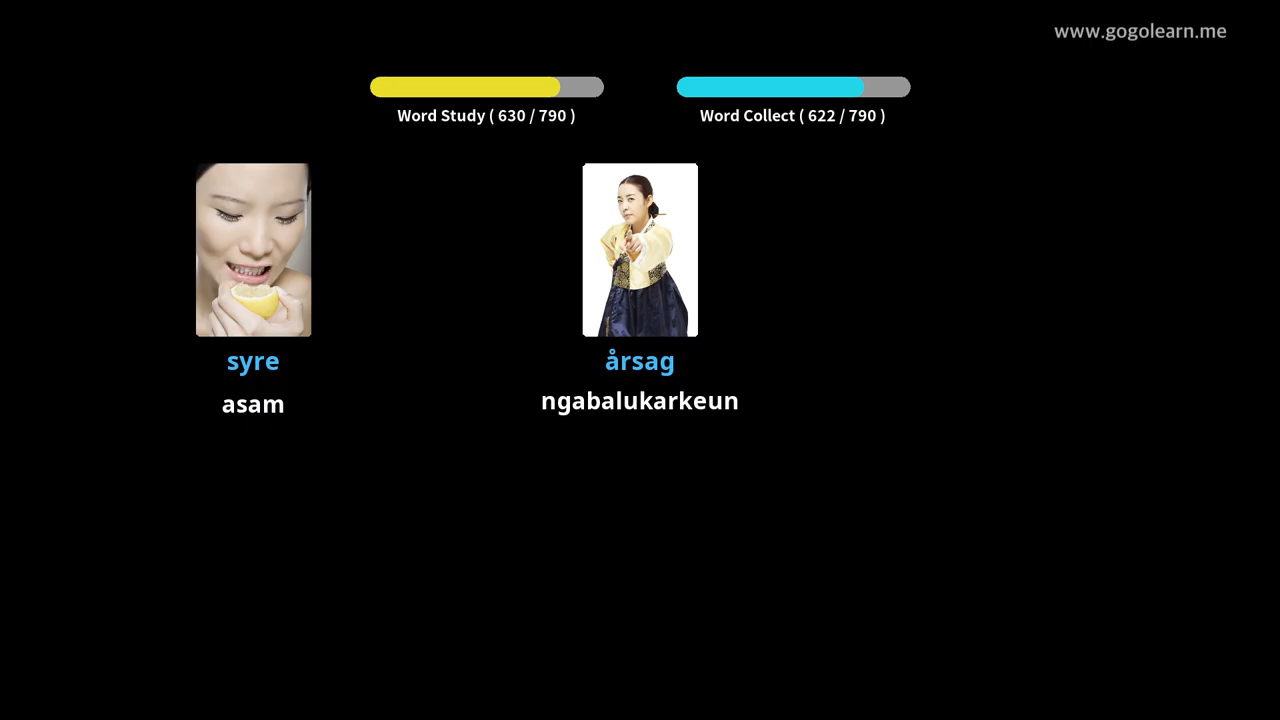 www.gogolearn.me
Word Study ( 630 / 790 )
Word Collect ( 622 / 790 )
syre
årsag
asam
ngabalukarkeun